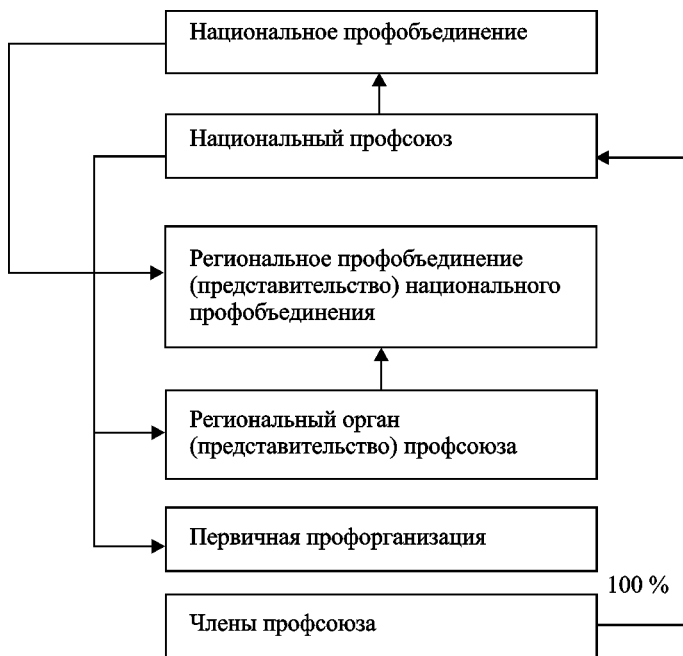 Национальное профобъединение
Национальный профсоюз
Региональное профобъединение
(представительство) национального
профобъединения
Региональный орган
(представительство) профсоюза
Первичная профорганизация
100 %
Члены профсоюза